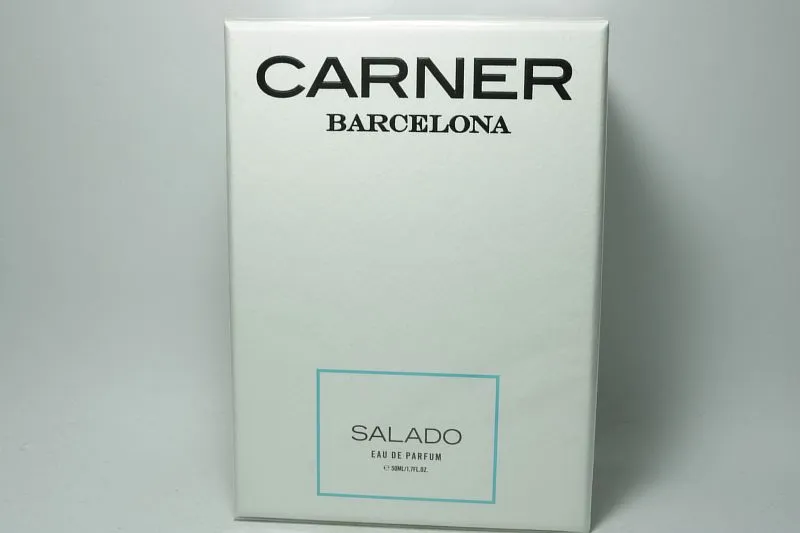 CARNER
BARCELONA
SALADO
EAU DE PARFUM
℮ 50ML/1.7FL.OZ.